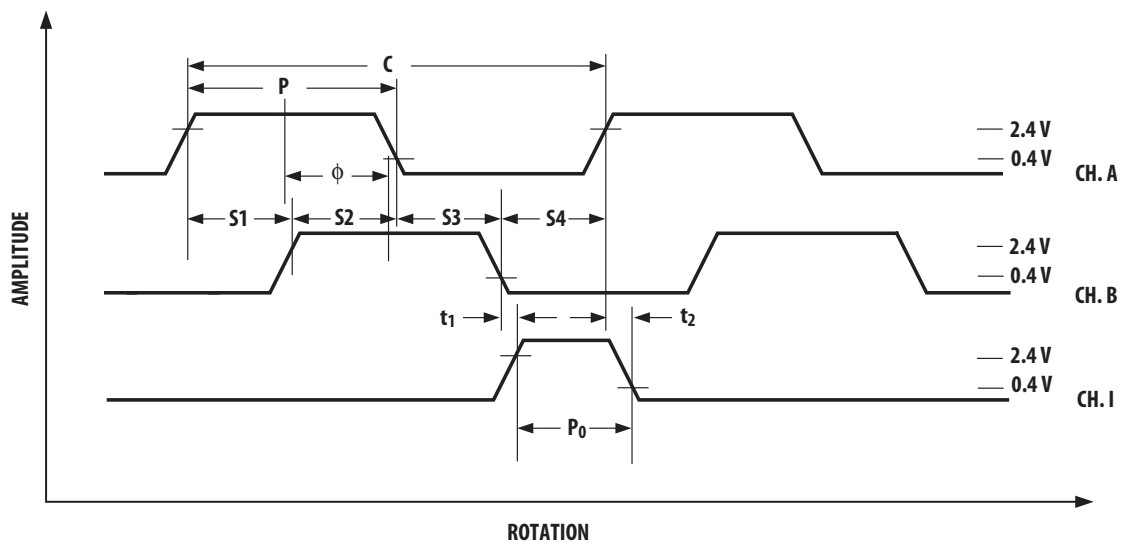 C
P
2.4 V
0.4 V
CH. A
ϕ
S1 S2 S3 S4
2.4 V
0.4 V
CH. B
AMPLITUDE
t₁ t₂
2.4 V
0.4 V
CH. I
P₀
ROTATION